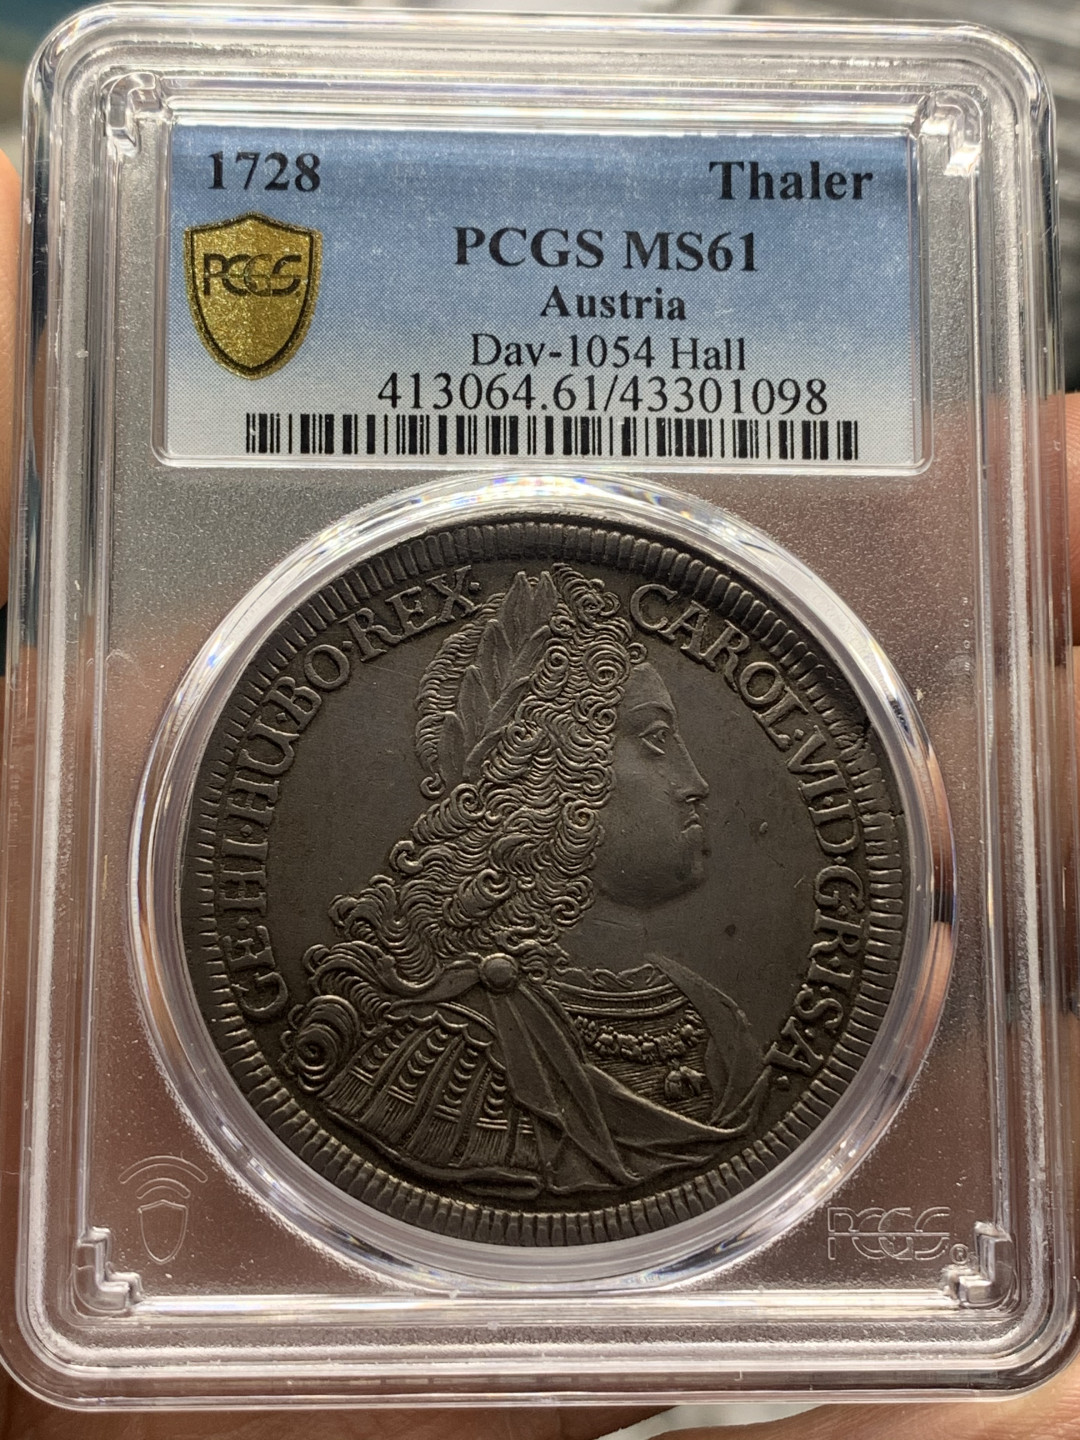 1728 Thaler
PCGS
PCGS MS61
Austria
Dav-1054 Hall
413064.61/43301098
CAROL·VI·D·GR·I·S·A·
GE·HI·HU·BO·REX·
PCGS®